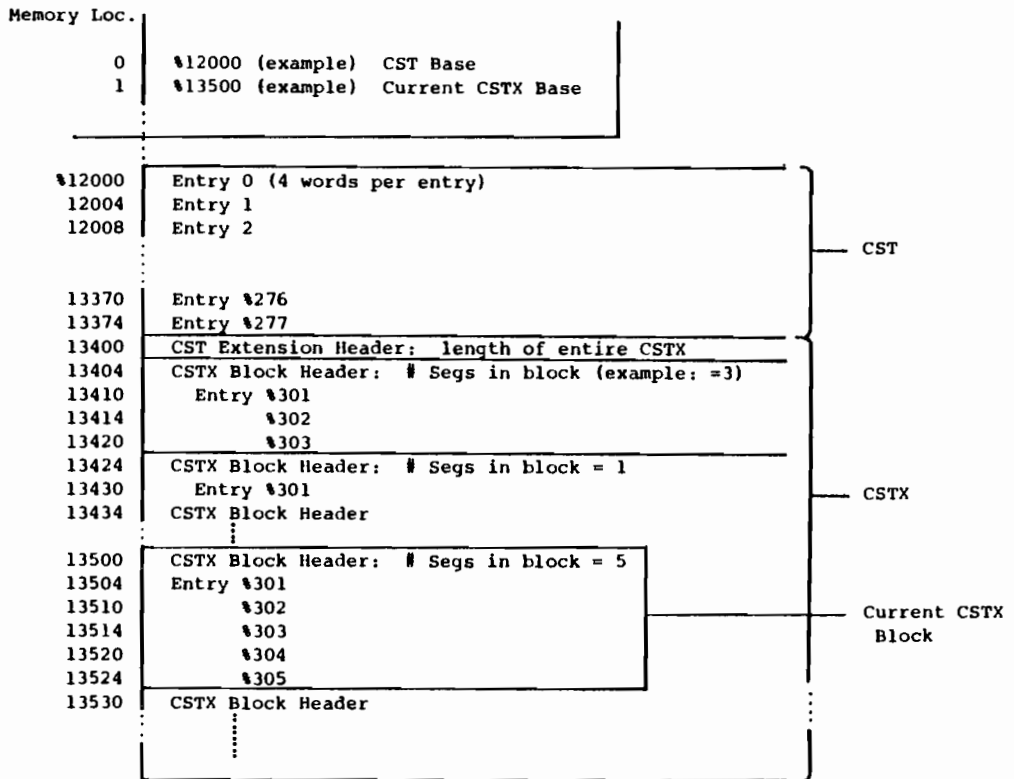 Memory Loc.
0 %12000 (example) CST Base
1 %13500 (example) Current CSTX Base
%12000 Entry 0 (4 words per entry)
12004 Entry 1
12008 Entry 2
CST
13370 Entry %276
13374 Entry %277
13400 CST Extension Header: length of entire CSTX
13404 CSTX Block Header: # Segs in block (example: =3)
13410 Entry %301
13414 %302
13420 %303
13424 CSTX Block Header: # Segs in block = 1
13430 Entry %301
CSTX
13434 CSTX Block Header
13500 CSTX Block Header: # Segs in block = 5
13504 Entry %301
13510 %302
Current CSTX
13514 %303
Block
13520 %304
13524 %305
13530 CSTX Block Header